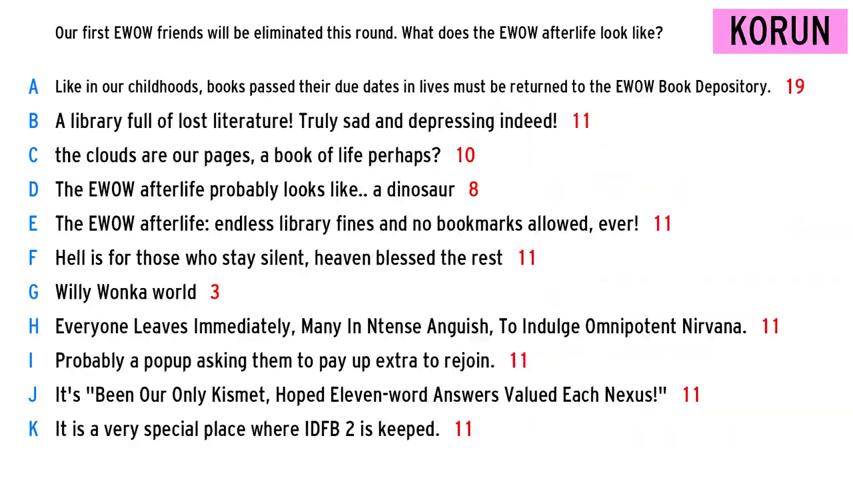 Our first EWOW friends will be eliminated this round. What does the EWOW afterlife look like?
KORUN
A Like in our childhoods, books passed their due dates in lives must be returned to the EWOW Book Depository. 19
B A library full of lost literature! Truly sad and depressing indeed! 11
C the clouds are our pages, a book of life perhaps? 10
D The EWOW afterlife probably looks like.. a dinosaur 8
E The EWOW afterlife: endless library fines and no bookmarks allowed, ever! 11
F Hell is for those who stay silent, heaven blessed the rest 11
G Willy Wonka world 3
H Everyone Leaves Immediately, Many In Ntense Anguish, To Indulge Omnipotent Nirvana. 11
I Probably a popup asking them to pay up extra to rejoin. 11
J It's "Been Our Only Kismet, Hoped Eleven-word Answers Valued Each Nexus!" 11
K It is a very special place where IDFB 2 is keeped. 11